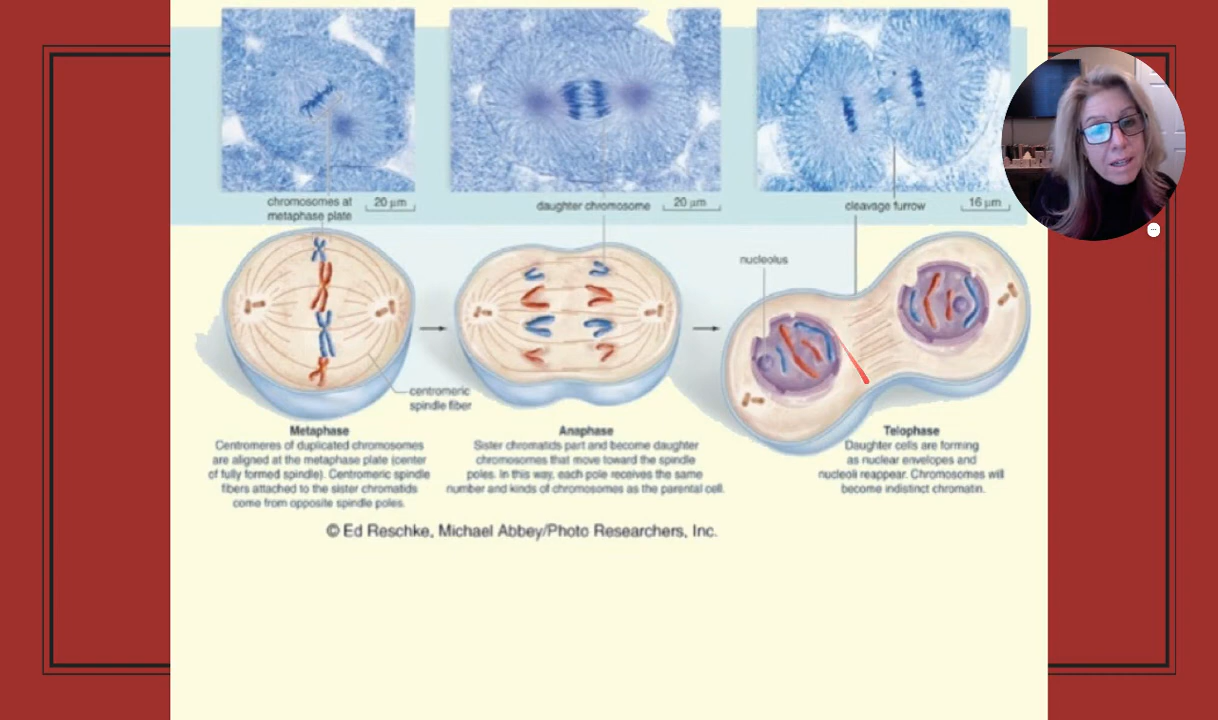 chromosomes at
metaphase plate
20 μm
daughter chromosome
20 μm
cleavage furrow
16 μm
nucleolus
centromeric
spindle fiber
Metaphase
Centromeres of duplicated chromosomes
are aligned at the metaphase plate (center
of fully formed spindle). Centromeric spindle
fibers attached to the sister chromatids
come from opposite spindle poles.
Anaphase
Sister chromatids part and become daughter
chromosomes that move toward the spindle
poles. In this way, each pole receives the same
number and kinds of chromosomes as the parental cell.
Telophase
Daughter cells are forming
as nuclear envelopes and
nucleoli reappear. Chromosomes will
become indistinct chromatin.
© Ed Reschke, Michael Abbey/Photo Researchers, Inc.